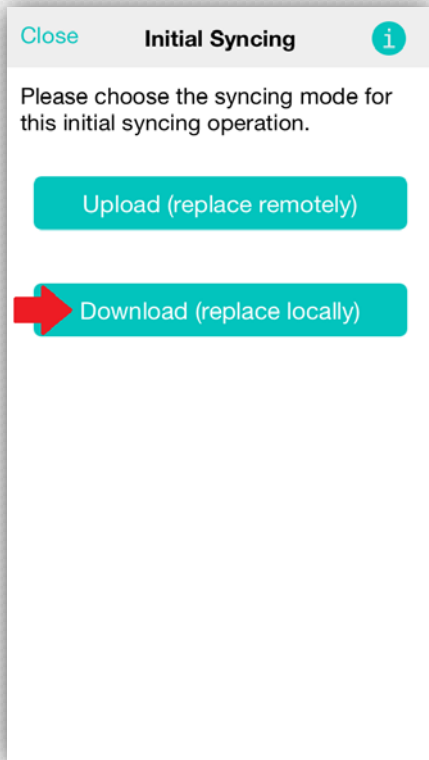 Close Initial Syncing i
Please choose the syncing mode for
this initial syncing operation.
Upload (replace remotely)
Download (replace locally)